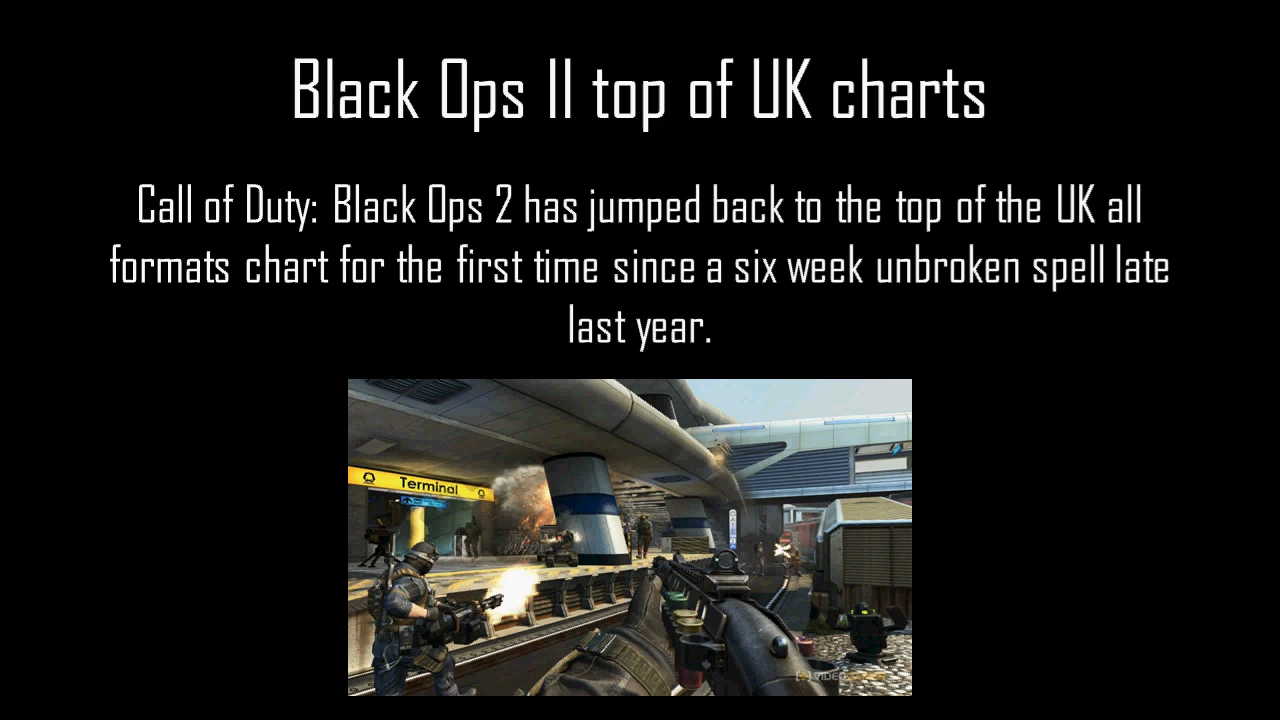 Black Ops II top of UK charts
Call of Duty: Black Ops 2 has jumped back to the top of the UK all
formats chart for the first time since a six week unbroken spell late
last year.
Terminal